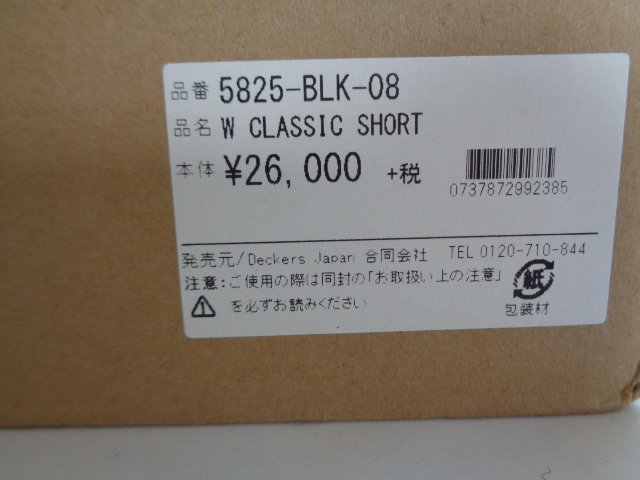 品番 5825-BLK-08
品名 W CLASSIC SHORT
本体 ¥26,000 +税
0737872992385
発売元/Deckers Japan 合同会社 TEL 0120-710-844
注意:ご使用の際は同封の「お取扱い上の注意」
を必ずお読みください
紙
包装材